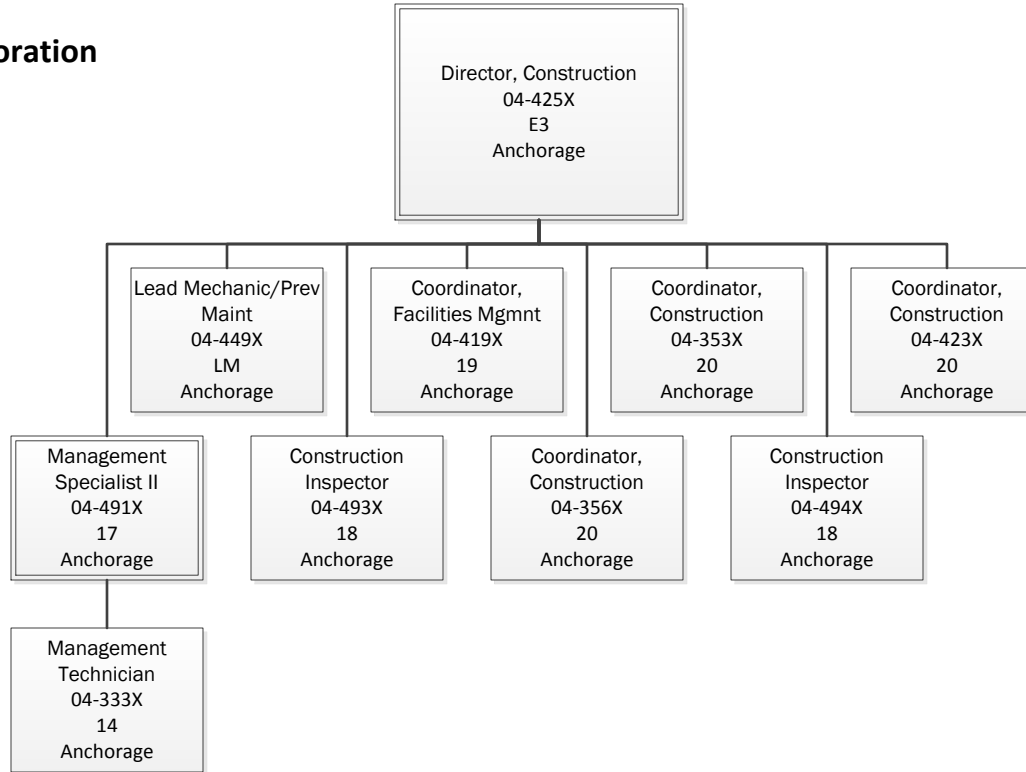 oration
Director, Construction
04-425X
E3
Anchorage
Lead Mechanic/Prev
Maint
04-449X
LM
Anchorage
Coordinator,
Facilities Mgmnt
04-419X
19
Anchorage
Coordinator,
Construction
04-353X
20
Anchorage
Coordinator,
Construction
04-423X
20
Anchorage
Management
Specialist II
04-491X
17
Anchorage
Construction
Inspector
04-493X
18
Anchorage
Coordinator,
Construction
04-356X
20
Anchorage
Construction
Inspector
04-494X
18
Anchorage
Management
Technician
04-333X
14
Anchorage